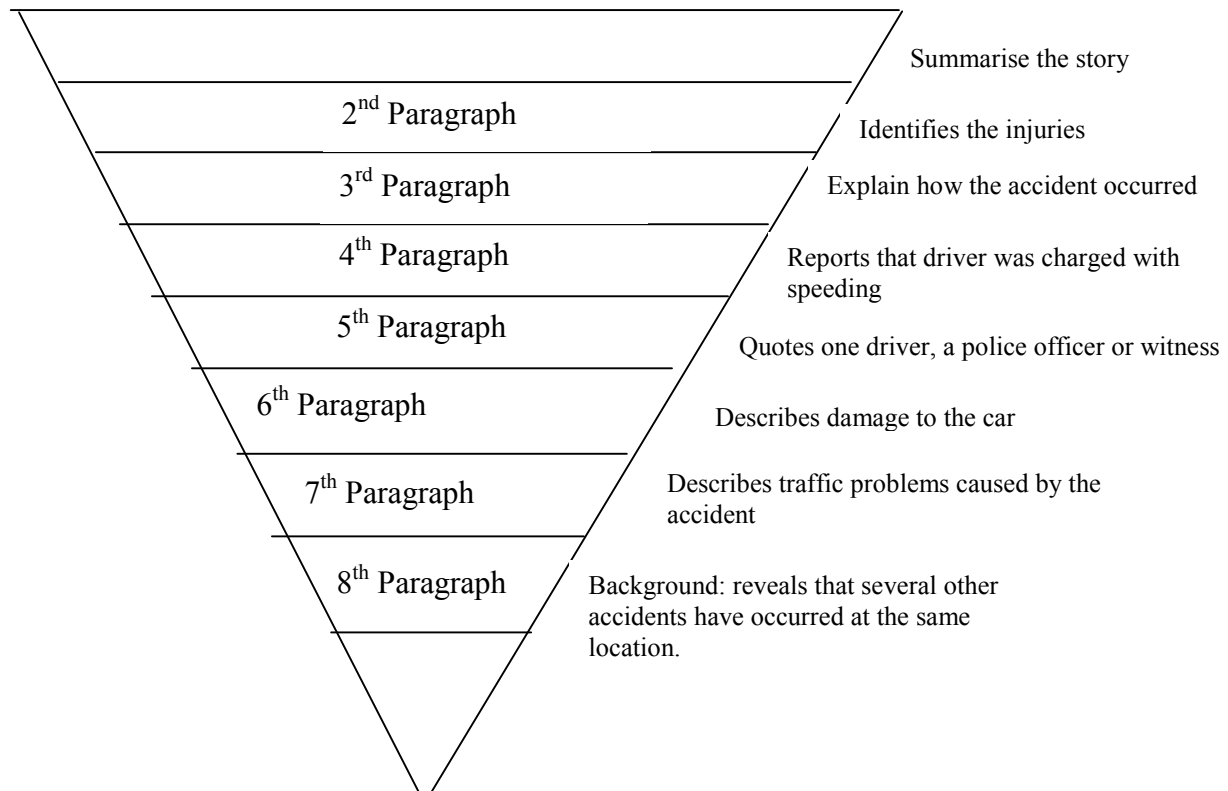 Summarise the story
2nd Paragraph
Identifies the injuries
3rd Paragraph
Explain how the accident occurred
4th Paragraph
Reports that driver was charged with
speeding
5th Paragraph
Quotes one driver, a police officer or witness
6th Paragraph
Describes damage to the car
7th Paragraph
Describes traffic problems caused by the
accident
8th Paragraph
Background: reveals that several other
accidents have occurred at the same
location.